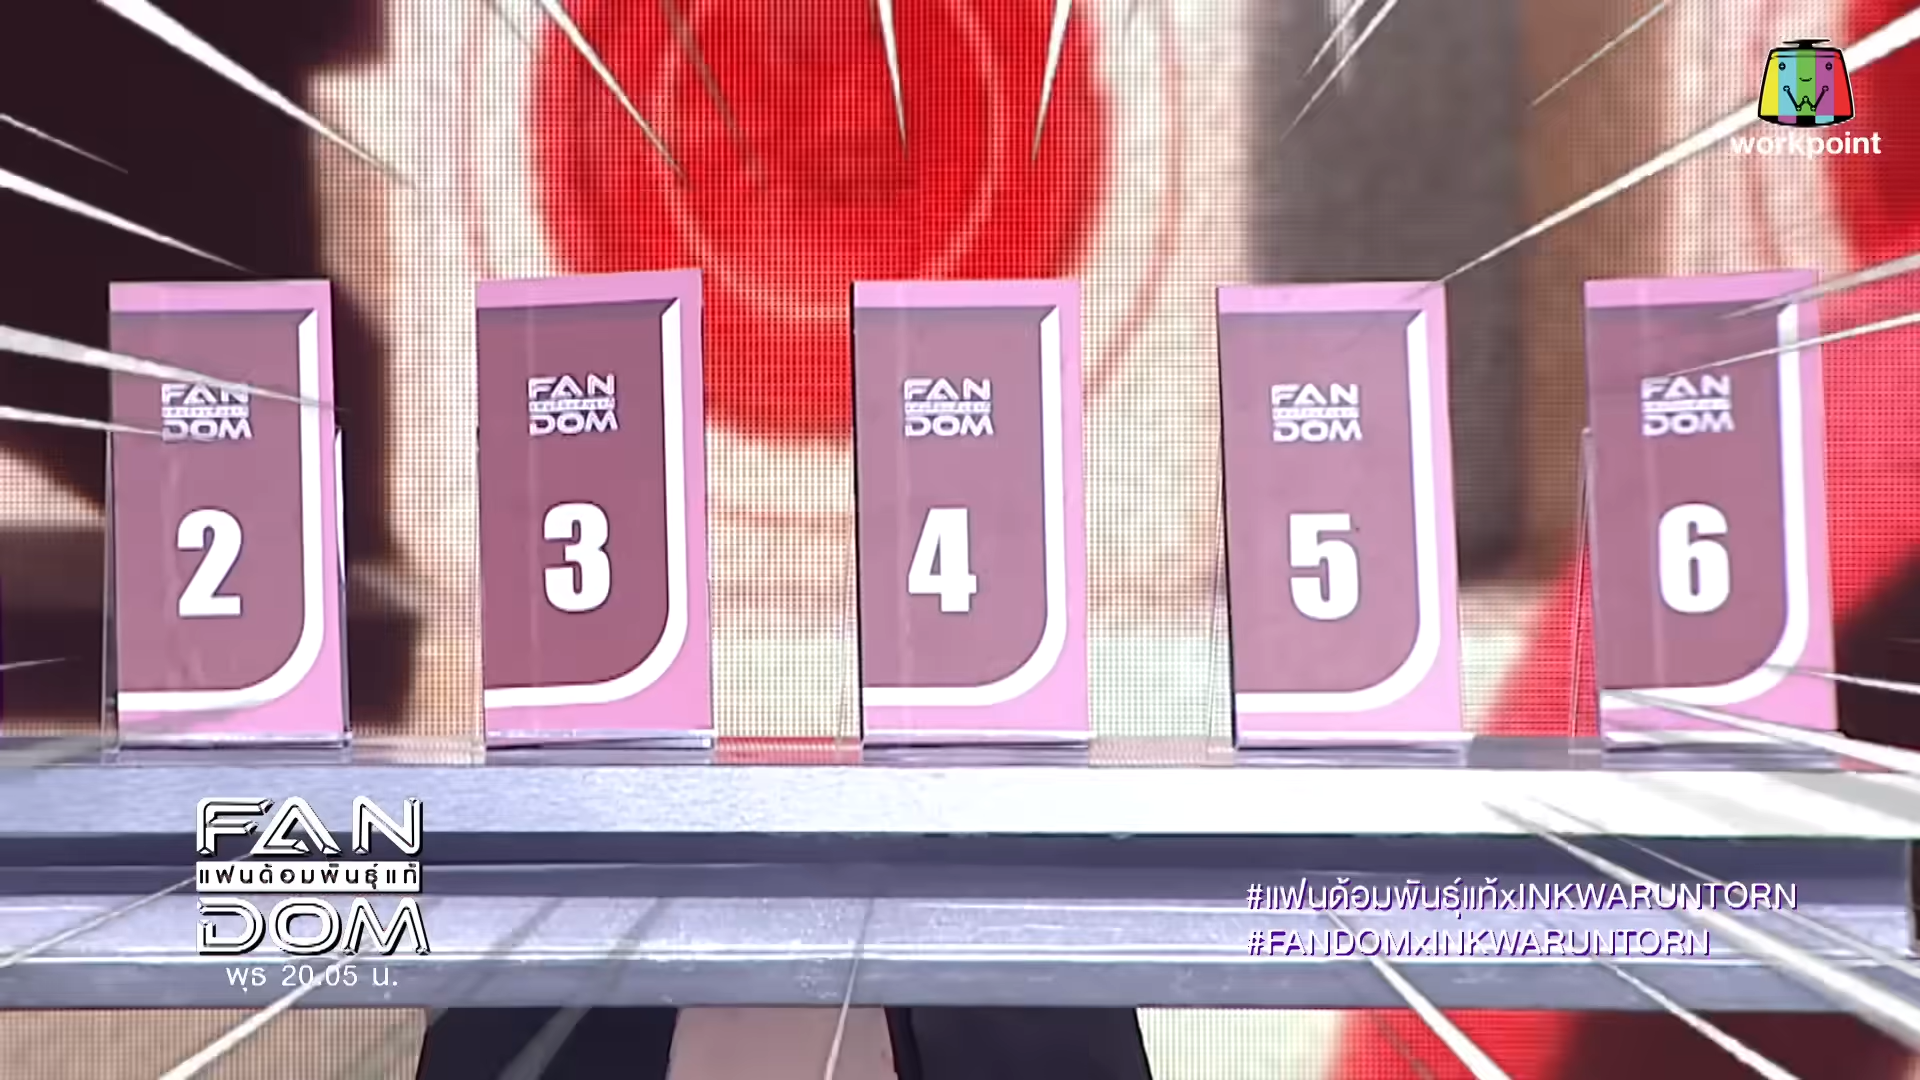 workpoint
FAN
DOM
2
FAN
DOM
3
FAN
DOM
4
FAN
DOM
5
FAN
DOM
6
FAN
แฟนด้อมพันธุ์แท้
DOM
พุธ 20.05 น.
#แฟนด้อมพันธุ์แท้xINKWARUNTORN
#FANDOMxINKWARUNTORN